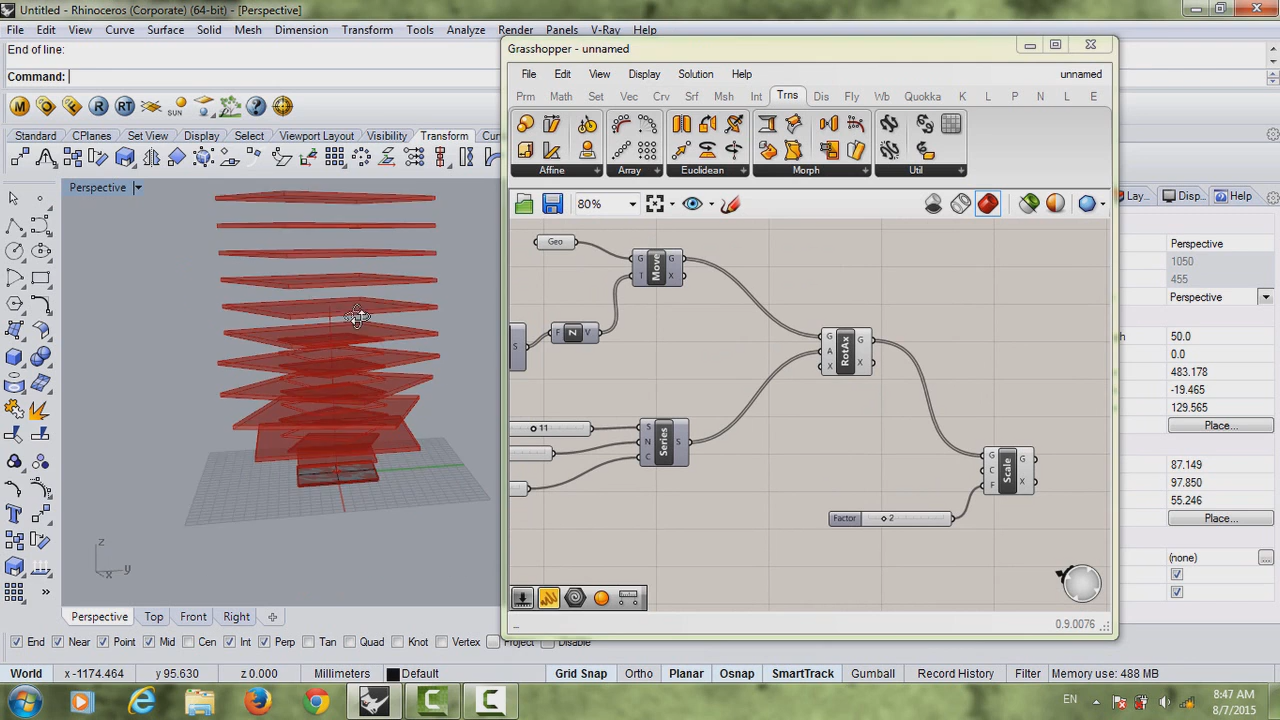 Untitled - Rhinoceros (Corporate) (64-bit) - [Perspective]
File Edit View Curve Surface Solid Mesh Dimension Transform Tools Analyze Render Panels V-Ray Help
End of line:
Command:
M O F R RT SUN
Standard CPlanes Set View Display Select Viewport Layout Visibility Transform
Perspective
z
x y
Perspective Top Front Right
End Near Point Mid Cen Int Perp Tan Quad Knot Vertex Project Disable
World x -1174.464 y 95.630 z 0.000 Millimeters Default Grid Snap Ortho Planar Osnap SmartTrack Gumball Record History Filter Memory use: 488 MB
Grasshopper - unnamed
File Edit View Display Solution Help unnamed
Prm Math Set Vec Crv Srf Msh Int Trns Dis Fly Wb Quokka K L P N L E
Affine Array Euclidean Morph Util
80%
Geo
G T Move G X
S F Z V
G A X RotAx G X
11
S N C Series S
G C F Scale G X
Factor 2
0.9.0076
Lay... Disp... Help
Perspective
1050
455
Perspective
50.0
0.0
483.178
-19.465
129.565
Place...
87.149
97.850
55.246
Place...
(none)
EN
8:47 AM
8/7/2015